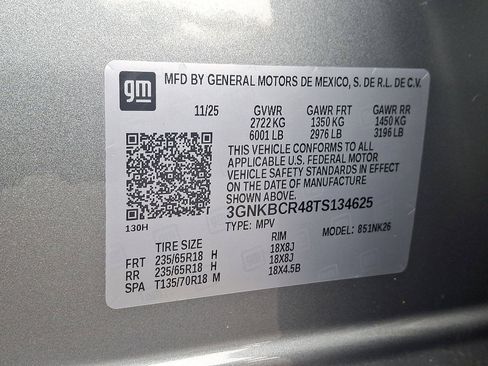 gm
MFD BY GENERAL MOTORS DE MEXICO, S. DE R.L. DE C.V.
11/25 GVWR GAWR FRT GAWR RR
2722 KG 1350 KG 1450 KG
6001 LB 2976 LB 3196 LB
THIS VEHICLE CONFORMS TO ALL
APPLICABLE U.S. FEDERAL MOTOR
VEHICLE SAFETY STANDARDS IN EFFECT
ON THE DATE OF MANUFACTURE
SHOWN ABOVE.
3GNKBCR48TS134625
130H
TYPE: MPV MODEL: 851NK26
TIRE SIZE RIM
FRT 235/65R18 H 18X8J
RR 235/65R18 H 18X8J
SPA T135/70R18 M 18X4.5B